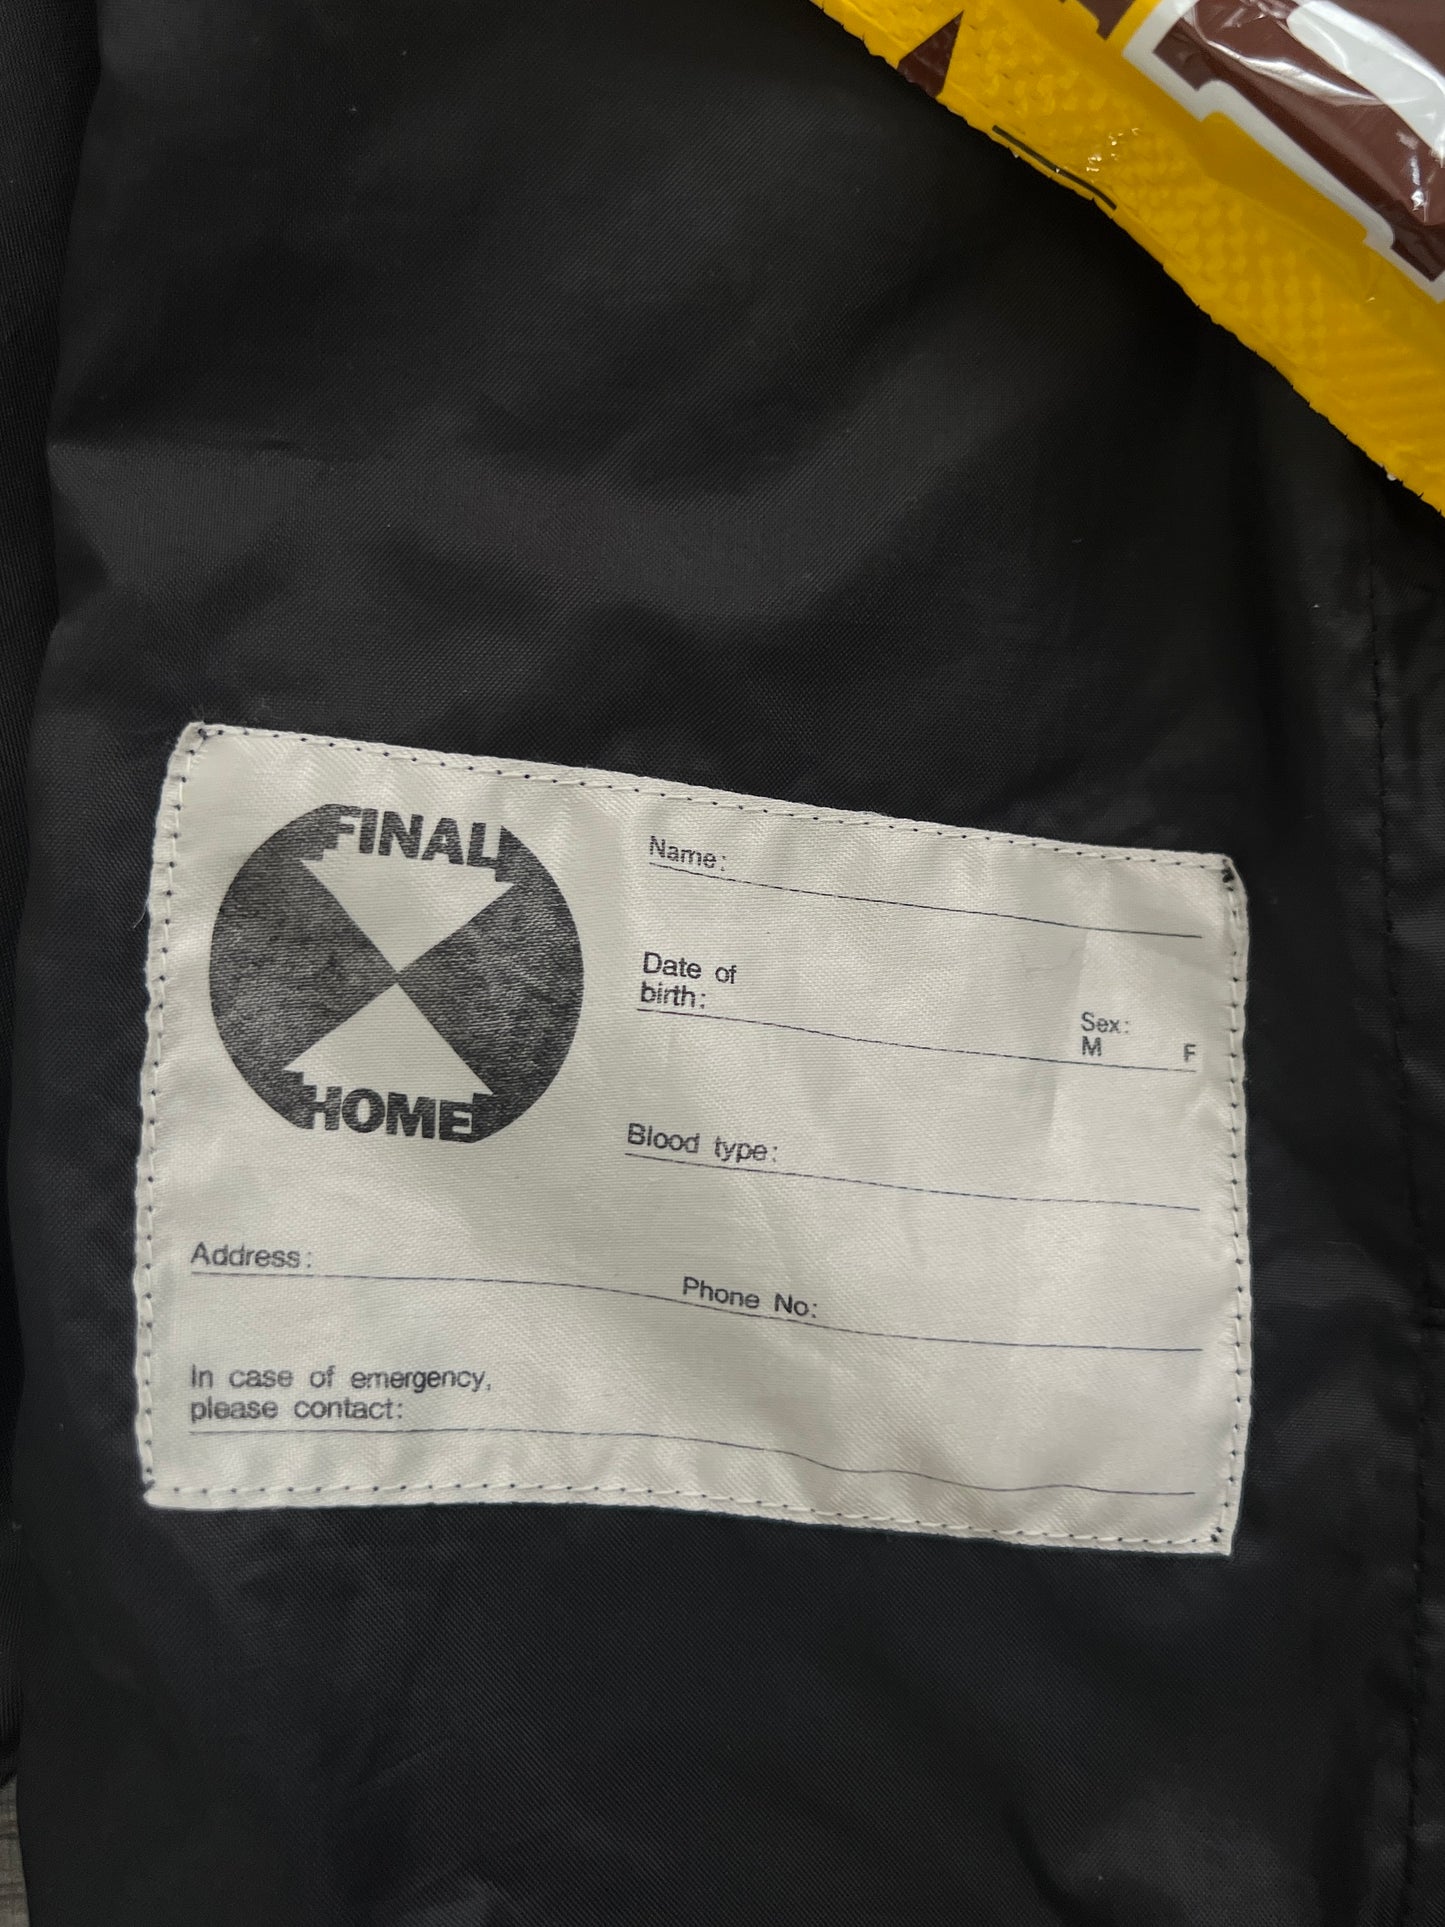 FINAL
HOME
Name:
Date of
birth:
Sex:
M F
Blood type:
Address:
Phone No:
In case of emergency,
please contact: